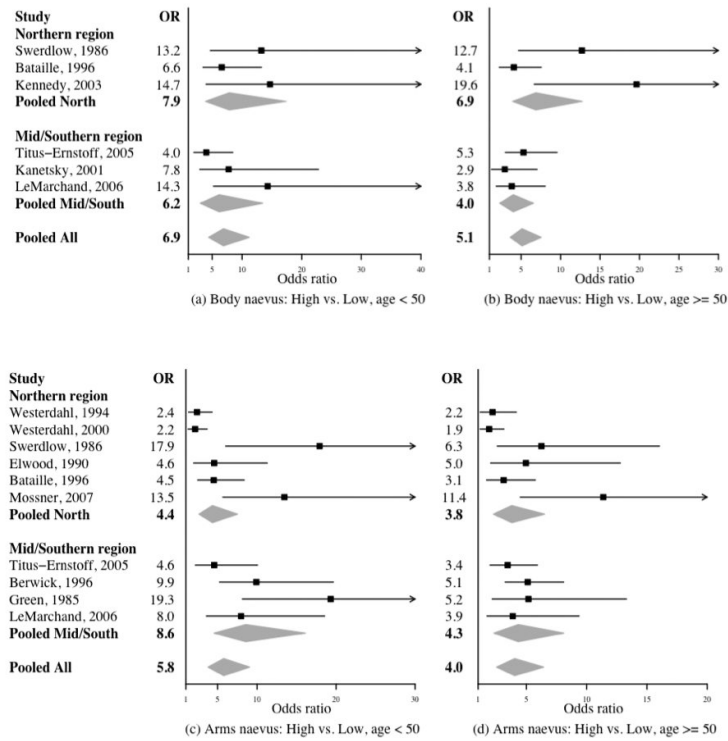 Study OR OR
Northern region
Swerdlow, 1986 13.2 12.7
Bataille, 1996 6.6 4.1
Kennedy, 2003 14.7 19.6
Pooled North 7.9 6.9
Mid/Southern region
Titus−Ernstoff, 2005 4.0 5.3
Kanetsky, 2001 7.8 2.9
LeMarchand, 2006 14.3 3.8
Pooled Mid/South 6.2 4.0
Pooled All 6.9 5.1
1 5 10 20 30 40 1 5 10 15 20 25 30
Odds ratio Odds ratio
(a) Body naevus: High vs. Low, age < 50 (b) Body naevus: High vs. Low, age >= 50
Study OR OR
Northern region
Westerdahl, 1994 2.4 2.2
Westerdahl, 2000 2.2 1.9
Swerdlow, 1986 17.9 6.3
Elwood, 1990 4.6 5.0
Bataille, 1996 4.5 3.1
Mossner, 2007 13.5 11.4
Pooled North 4.4 3.8
Mid/Southern region
Titus−Ernstoff, 2005 4.6 3.4
Berwick, 1996 9.9 5.1
Green, 1985 19.3 5.2
LeMarchand, 2006 8.0 3.9
Pooled Mid/South 8.6 4.3
Pooled All 5.8 4.0
1 5 10 20 30 1 5 10 15 20
Odds ratio Odds ratio
(c) Arms naevus: High vs. Low, age < 50 (d) Arms naevus: High vs. Low, age >= 50